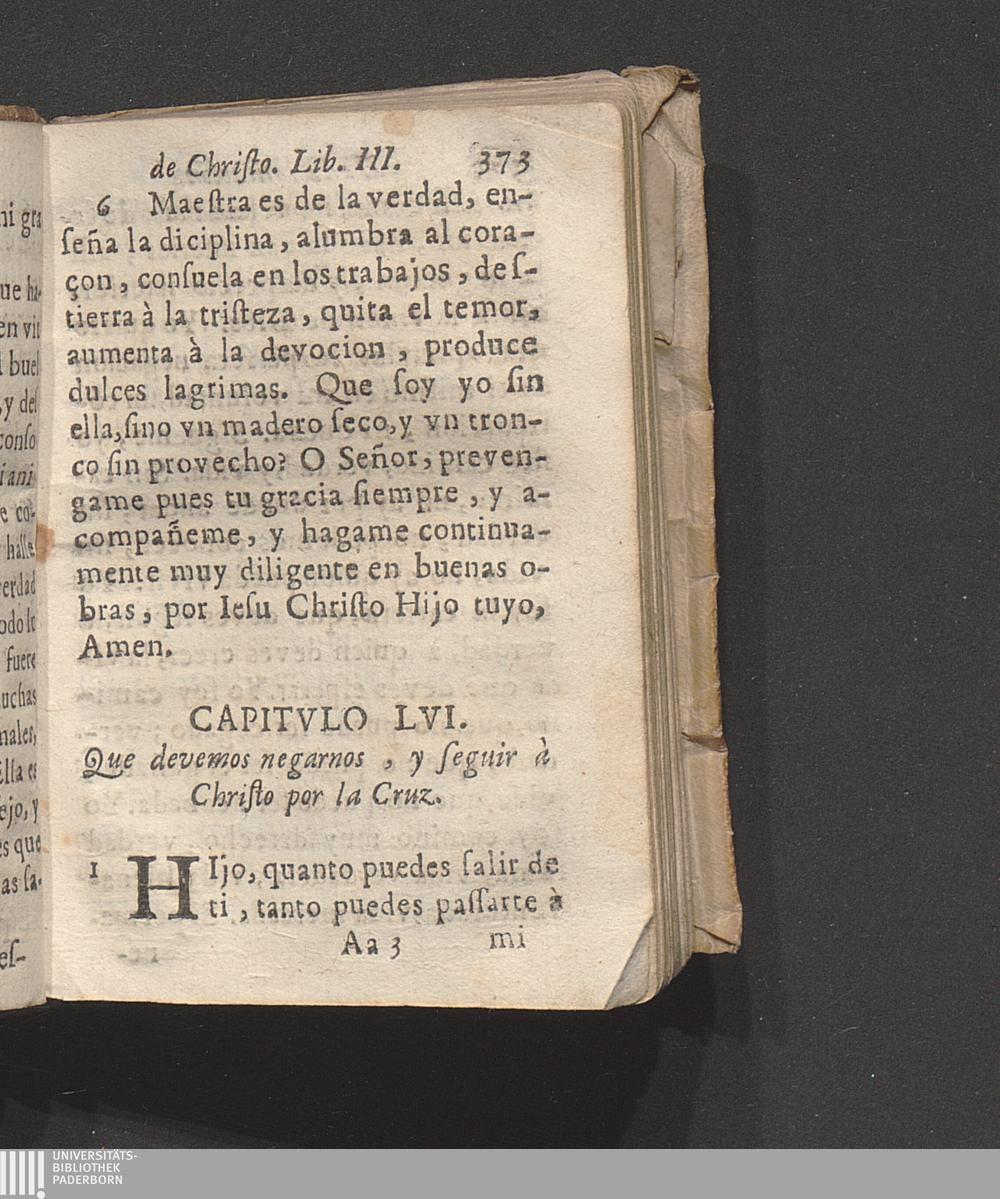 de Chriſto. Lib. III. 373
6 Maeſtra es de la verdad, en-
ſeña la diciplina, alumbra al cora-
çon, conſuela en los trabajos, deſ-
tierra à la triſteza, quita el temor,
aumenta à la devocion, produce
dulces lagrimas. Que ſoy yo ſin
ella, ſino vn madero ſeco, y vn tron-
co ſin provecho? O Señor, preven-
game pues tu gracia ſiempre, y a-
compañeme, y hagame continua-
mente muy diligente en buenas o-
bras, por Ieſu Chriſto Hijo tuyo,
Amen.
CAPITVLO LVI.
Que devemos negarnos, y ſeguir à
Chriſto por la Cruz.
1 HIjo, quanto puedes ſalir de
ti, tanto puedes paſſarte à
Aa 3 mi
UNIVERSITÄTS-
BIBLIOTHEK
PADERBORN